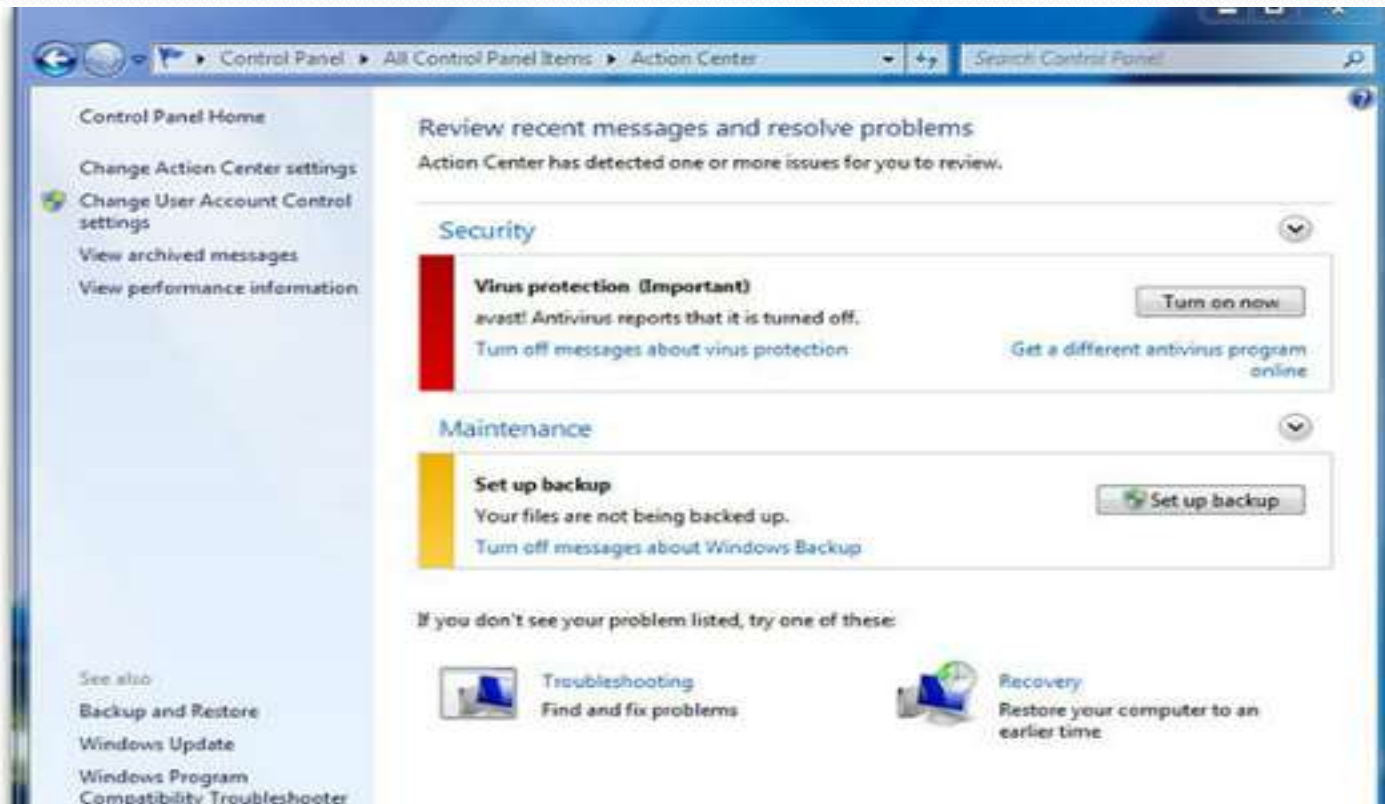 Control Panel ▸ All Control Panel Items ▸ Action Center
Search Control Panel
Control Panel Home
Change Action Center settings
Change User Account Control
settings
View archived messages
View performance information
See also
Backup and Restore
Windows Update
Windows Program
Compatibility Troubleshooter
Review recent messages and resolve problems
Action Center has detected one or more issues for you to review.
Security
Virus protection (Important)
avast! Antivirus reports that it is turned off.
Turn off messages about virus protection
Turn on now
Get a different antivirus program
online
Maintenance
Set up backup
Your files are not being backed up.
Turn off messages about Windows Backup
Set up backup
If you don't see your problem listed, try one of these:
Troubleshooting
Find and fix problems
Recovery
Restore your computer to an
earlier time